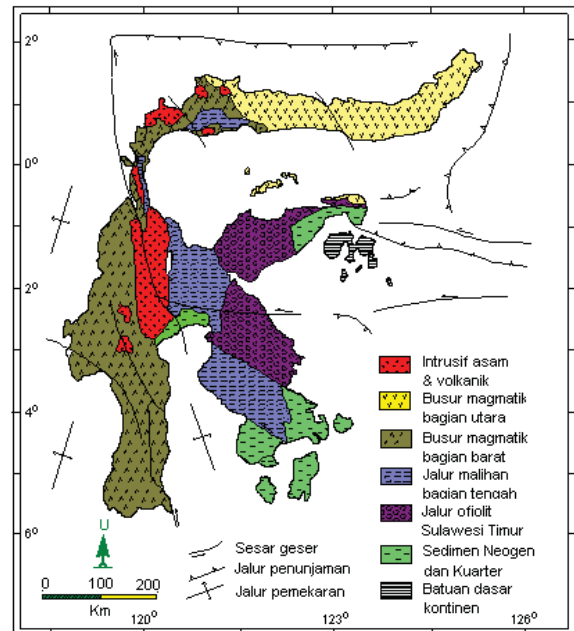 2°
0°
2°
4°
6°
Intrusif asam
& volkanik
Busur magmatik
bagian utara
Busur magmatik
bagian barat
Jalur malihan
bagian tengah
Jalur ofiolit
Sulawesi Timur
Sedimen Neogen
dan Kuarter
Batuan dasar
kontinen
Sesar geser
Jalur penunjaman
Jalur pemekaran
U
0 100 200
Km
120° 123° 126°